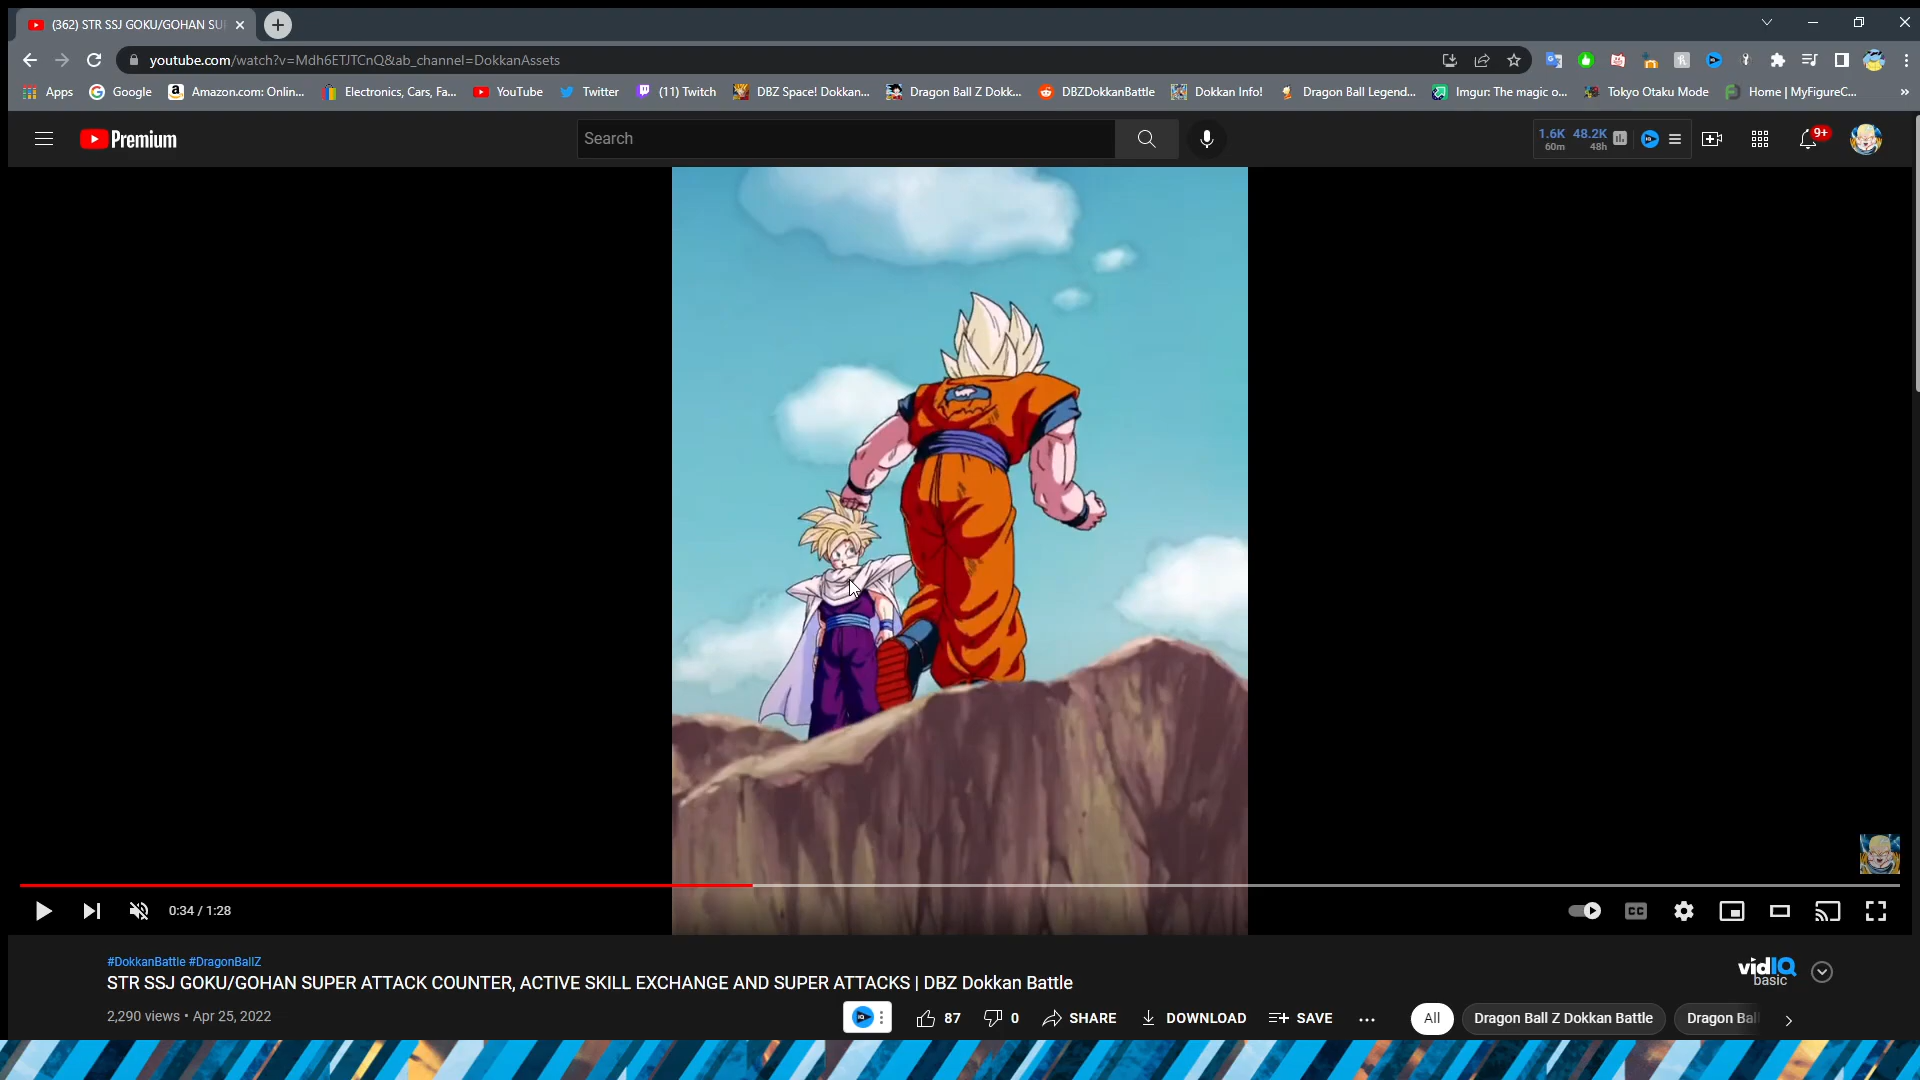 (362) STR SSJ GOKU/GOHAN SU
youtube.com/watch?v=Mdh6ETJTCnQ&ab_channel=DokkanAssets
Apps Google Amazon.com: Onlin... Electronics, Cars, Fa... YouTube Twitter (11) Twitch DBZ Space! Dokkan... Dragon Ball Z Dokk... DBZDokkanBattle Dokkan Info! Dragon Ball Legend... Imgur: The magic o... Tokyo Otaku Mode Home | MyFigureC... »
Premium Search 1.6K 60m 48.2K 48h 9+
0:34 / 1:28 CC
#DokkanBattle #DragonBallZ
STR SSJ GOKU/GOHAN SUPER ATTACK COUNTER, ACTIVE SKILL EXCHANGE AND SUPER ATTACKS | DBZ Dokkan Battle
vidIQ
basic
2,290 views • Apr 25, 2022
87 0 SHARE DOWNLOAD SAVE ... All Dragon Ball Z Dokkan Battle Dragon Ball